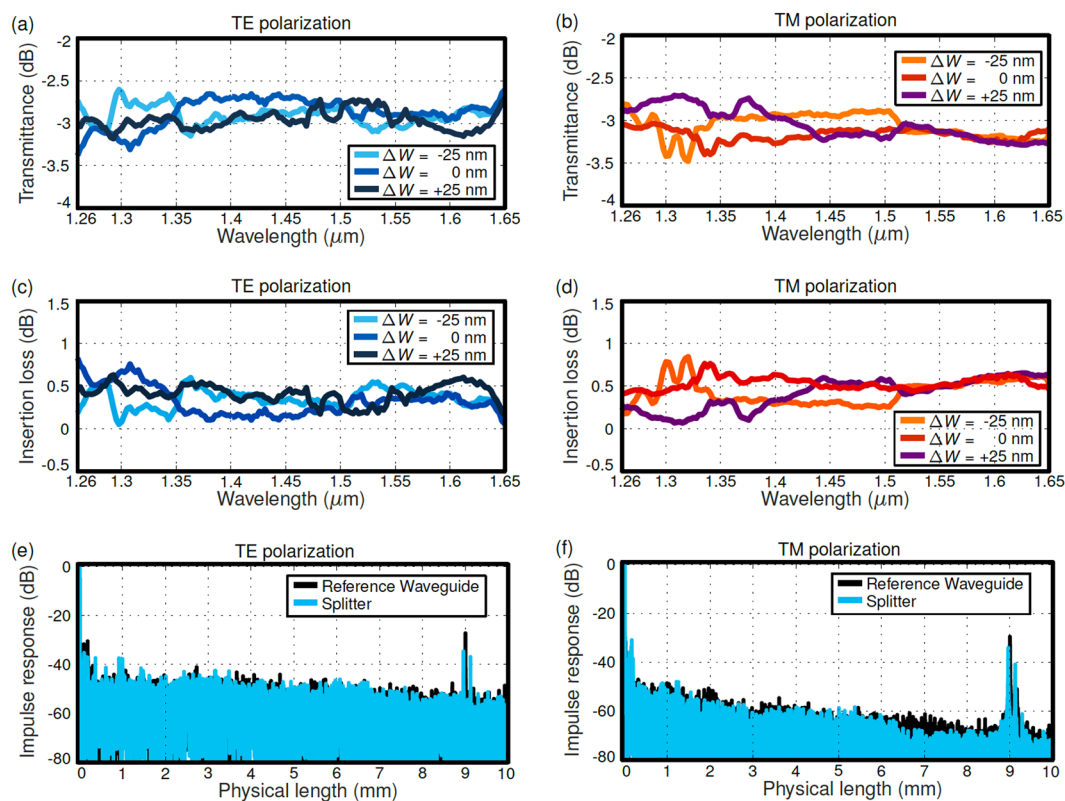 (a)
TE polarization
Transmittance (dB)
-2
-2.5
-3
-3.5
-4
ΔW = -25 nm
ΔW = 0 nm
ΔW = +25 nm
1.26 1.3 1.35 1.4 1.45 1.5 1.55 1.6 1.65
Wavelength (μm)
(b)
TM polarization
Transmittance (dB)
-2
-2.5
-3
-3.5
-4
ΔW = -25 nm
ΔW = 0 nm
ΔW = +25 nm
1.26 1.3 1.35 1.4 1.45 1.5 1.55 1.6 1.65
Wavelength (μm)
(c)
TE polarization
Insertion loss (dB)
1.5
1
0.5
0
-0.5
ΔW = -25 nm
ΔW = 0 nm
ΔW = +25 nm
1.26 1.3 1.35 1.4 1.45 1.5 1.55 1.6 1.65
Wavelength (μm)
(d)
TM polarization
Insertion loss (dB)
1.5
1
0.5
0
-0.5
ΔW = -25 nm
ΔW = 0 nm
ΔW = +25 nm
1.26 1.3 1.35 1.4 1.45 1.5 1.55 1.6 1.65
Wavelength (μm)
(e)
TE polarization
Impulse response (dB)
0
-20
-40
-60
-80
Reference Waveguide
Splitter
0 1 2 3 4 5 6 7 8 9 10
Physical length (mm)
(f)
TM polarization
Impulse response (dB)
0
-20
-40
-60
-80
Reference Waveguide
Splitter
0 1 2 3 4 5 6 7 8 9 10
Physical length (mm)